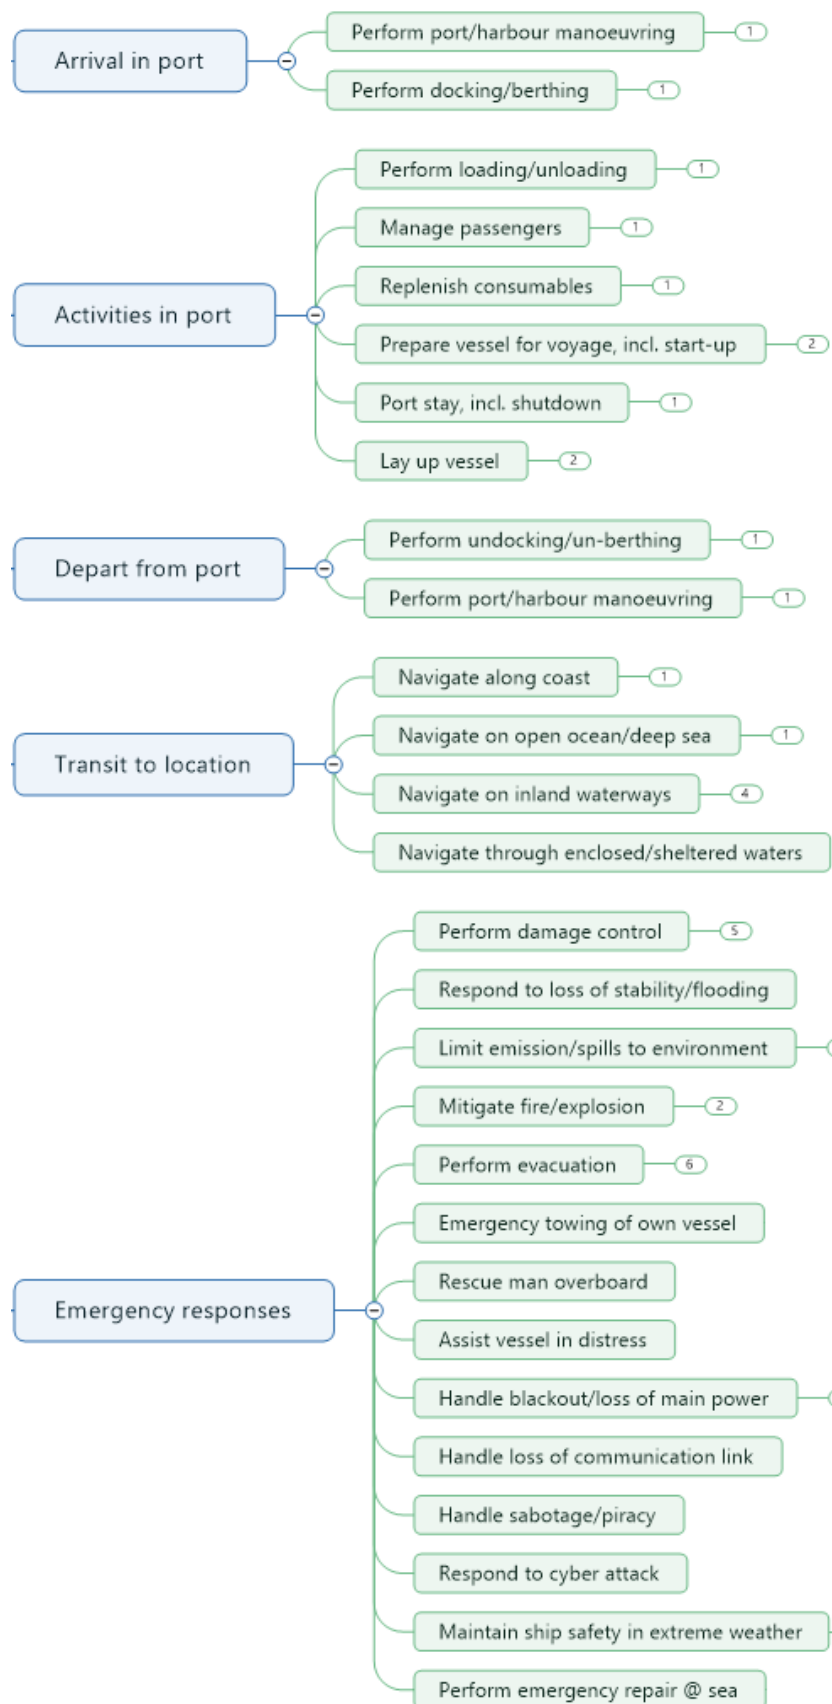 Arrival in port
Perform port/harbour manoeuvring
1
Perform docking/berthing
1
Activities in port
Perform loading/unloading
1
Manage passengers
1
Replenish consumables
1
Prepare vessel for voyage, incl. start-up
2
Port stay, incl. shutdown
1
Lay up vessel
2
Depart from port
Perform undocking/un-berthing
1
Perform port/harbour manoeuvring
1
Transit to location
Navigate along coast
1
Navigate on open ocean/deep sea
1
Navigate on inland waterways
4
Navigate through enclosed/sheltered waters
Emergency responses
Perform damage control
5
Respond to loss of stability/flooding
Limit emission/spills to environment
Mitigate fire/explosion
2
Perform evacuation
6
Emergency towing of own vessel
Rescue man overboard
Assist vessel in distress
Handle blackout/loss of main power
Handle loss of communication link
Handle sabotage/piracy
Respond to cyber attack
Maintain ship safety in extreme weather
Perform emergency repair @ sea